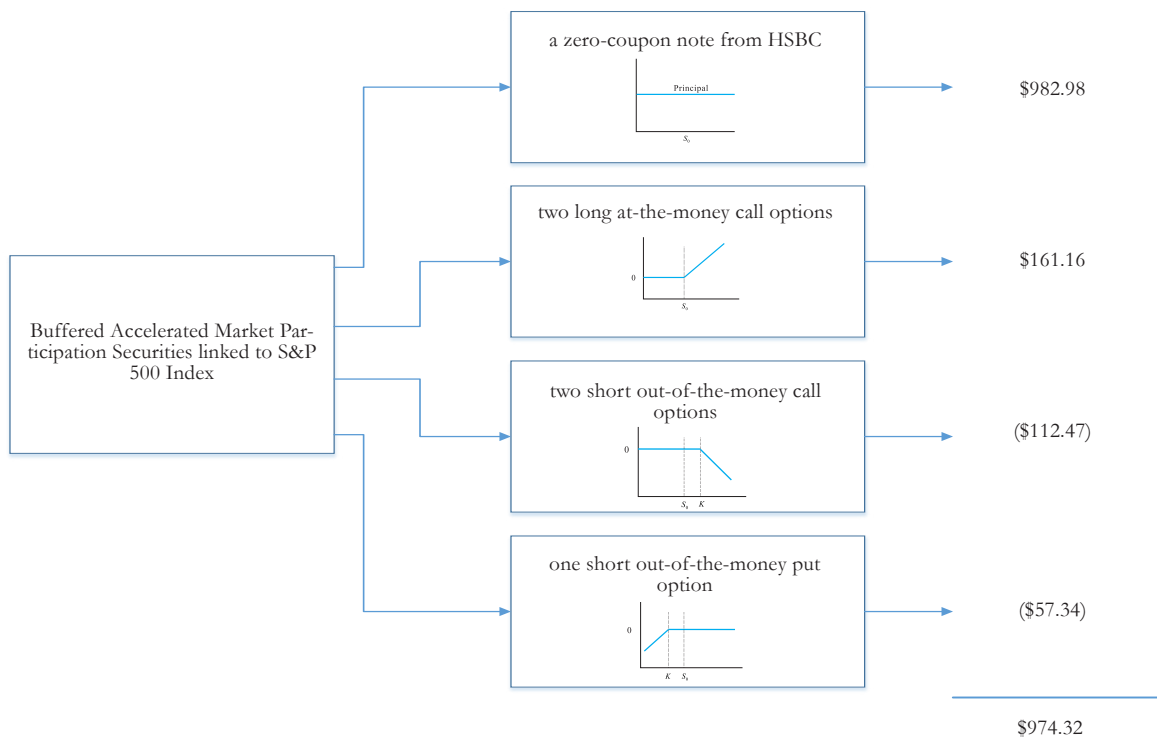 a zero-coupon note from HSBC
Principal
S₀
$982.98
two long at-the-money call options
0
S₀
$161.16
Buffered Accelerated Market Par-
ticipation Securities linked to S&P
500 Index
two short out-of-the-money call
options
0
S₀ K
($112.47)
one short out-of-the-money put
option
0
K S₀
($57.34)
$974.32